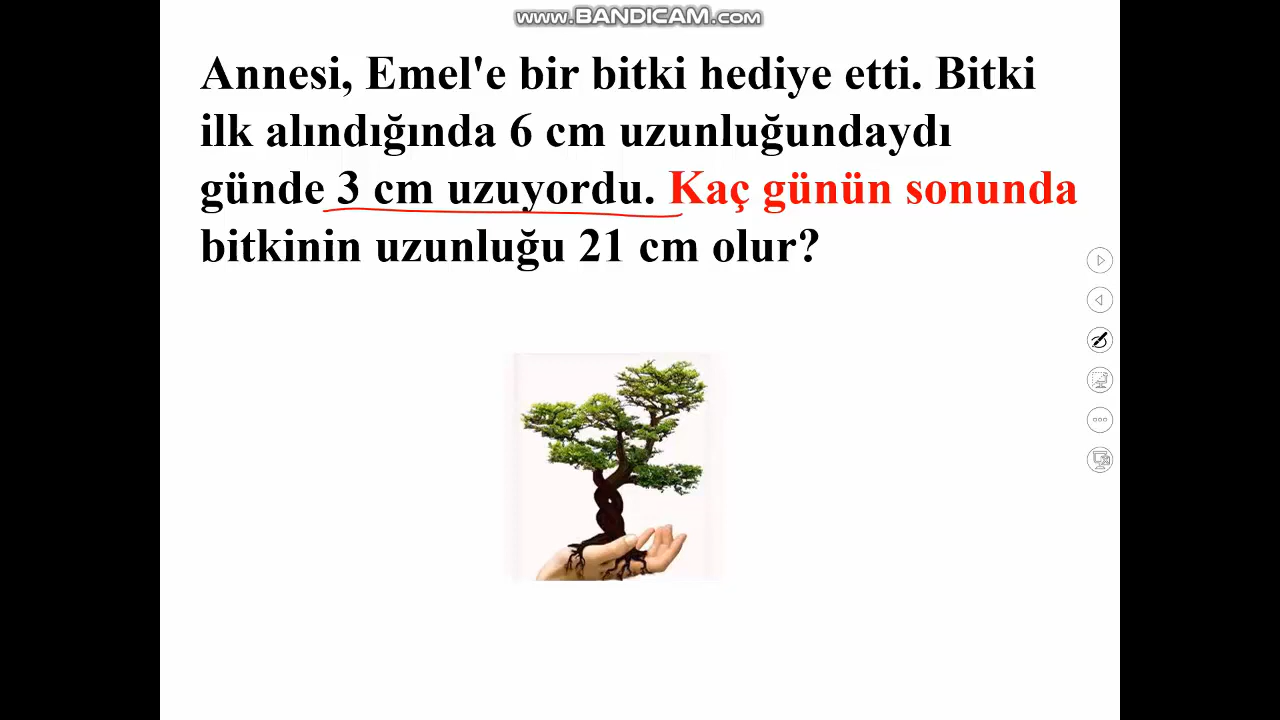 www.BANDICAM.com
Annesi, Emel'e bir bitki hediye etti. Bitki
ilk alındığında 6 cm uzunluğundaydı
günde 3 cm uzuyordu. Kaç günün sonunda
bitkinin uzunluğu 21 cm olur?